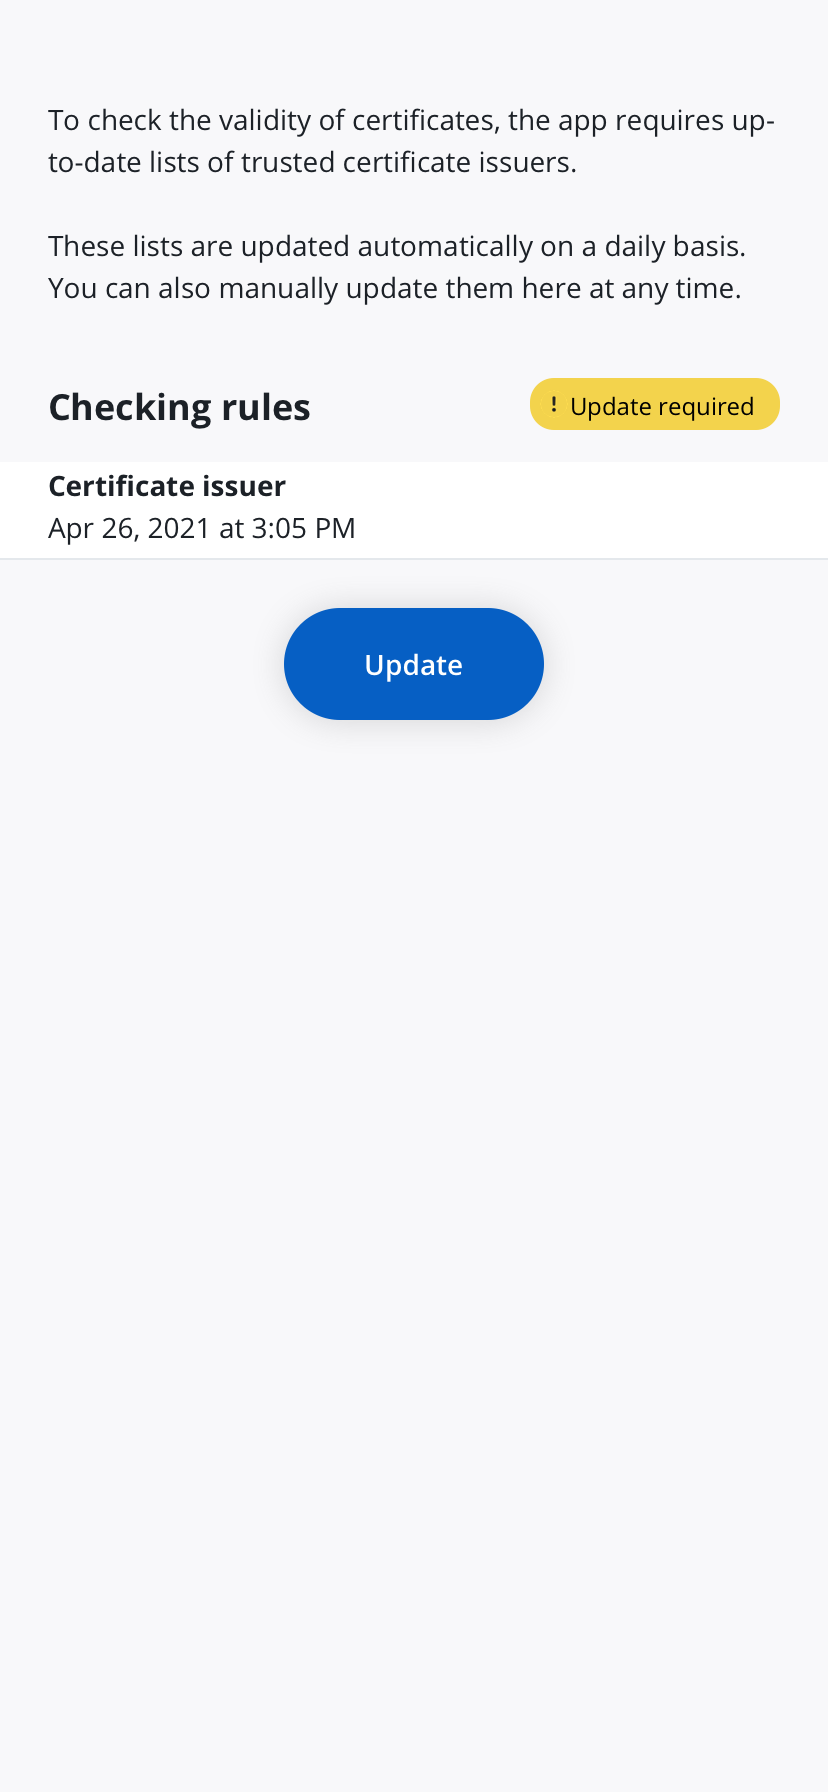 To check the validity of certificates, the app requires up-
to-date lists of trusted certificate issuers.
These lists are updated automatically on a daily basis.
You can also manually update them here at any time.
Checking rules
! Update required
Certificate issuer
Apr 26, 2021 at 3:05 PM
Update